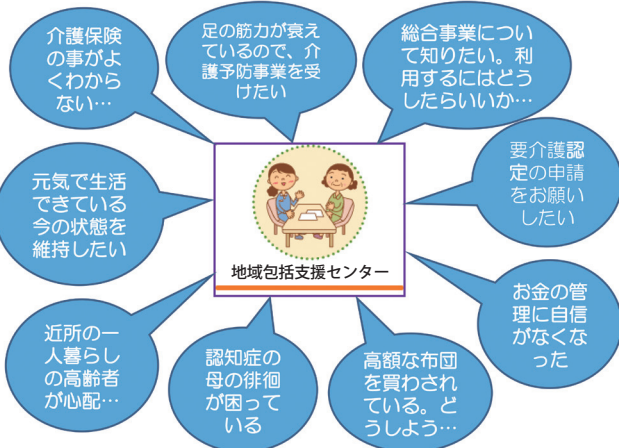 介護保険
の事がよ
くわから
ない…
足の筋力が衰え
ているので、介
護予防事業を受
けたい
総合事業につい
て知りたい。利
用するにはどう
したらいいか…
元気で生活
できている
今の状態を
維持したい
地域包括支援センター
要介護認
定の申請
をお願い
したい
近所の一
人暮らし
の高齢者
が心配…
認知症の
母の徘徊
が困って
いる
高額な布団
を買わされ
ている。ど
うしよう…
お金の管
理に自信
がなくな
った